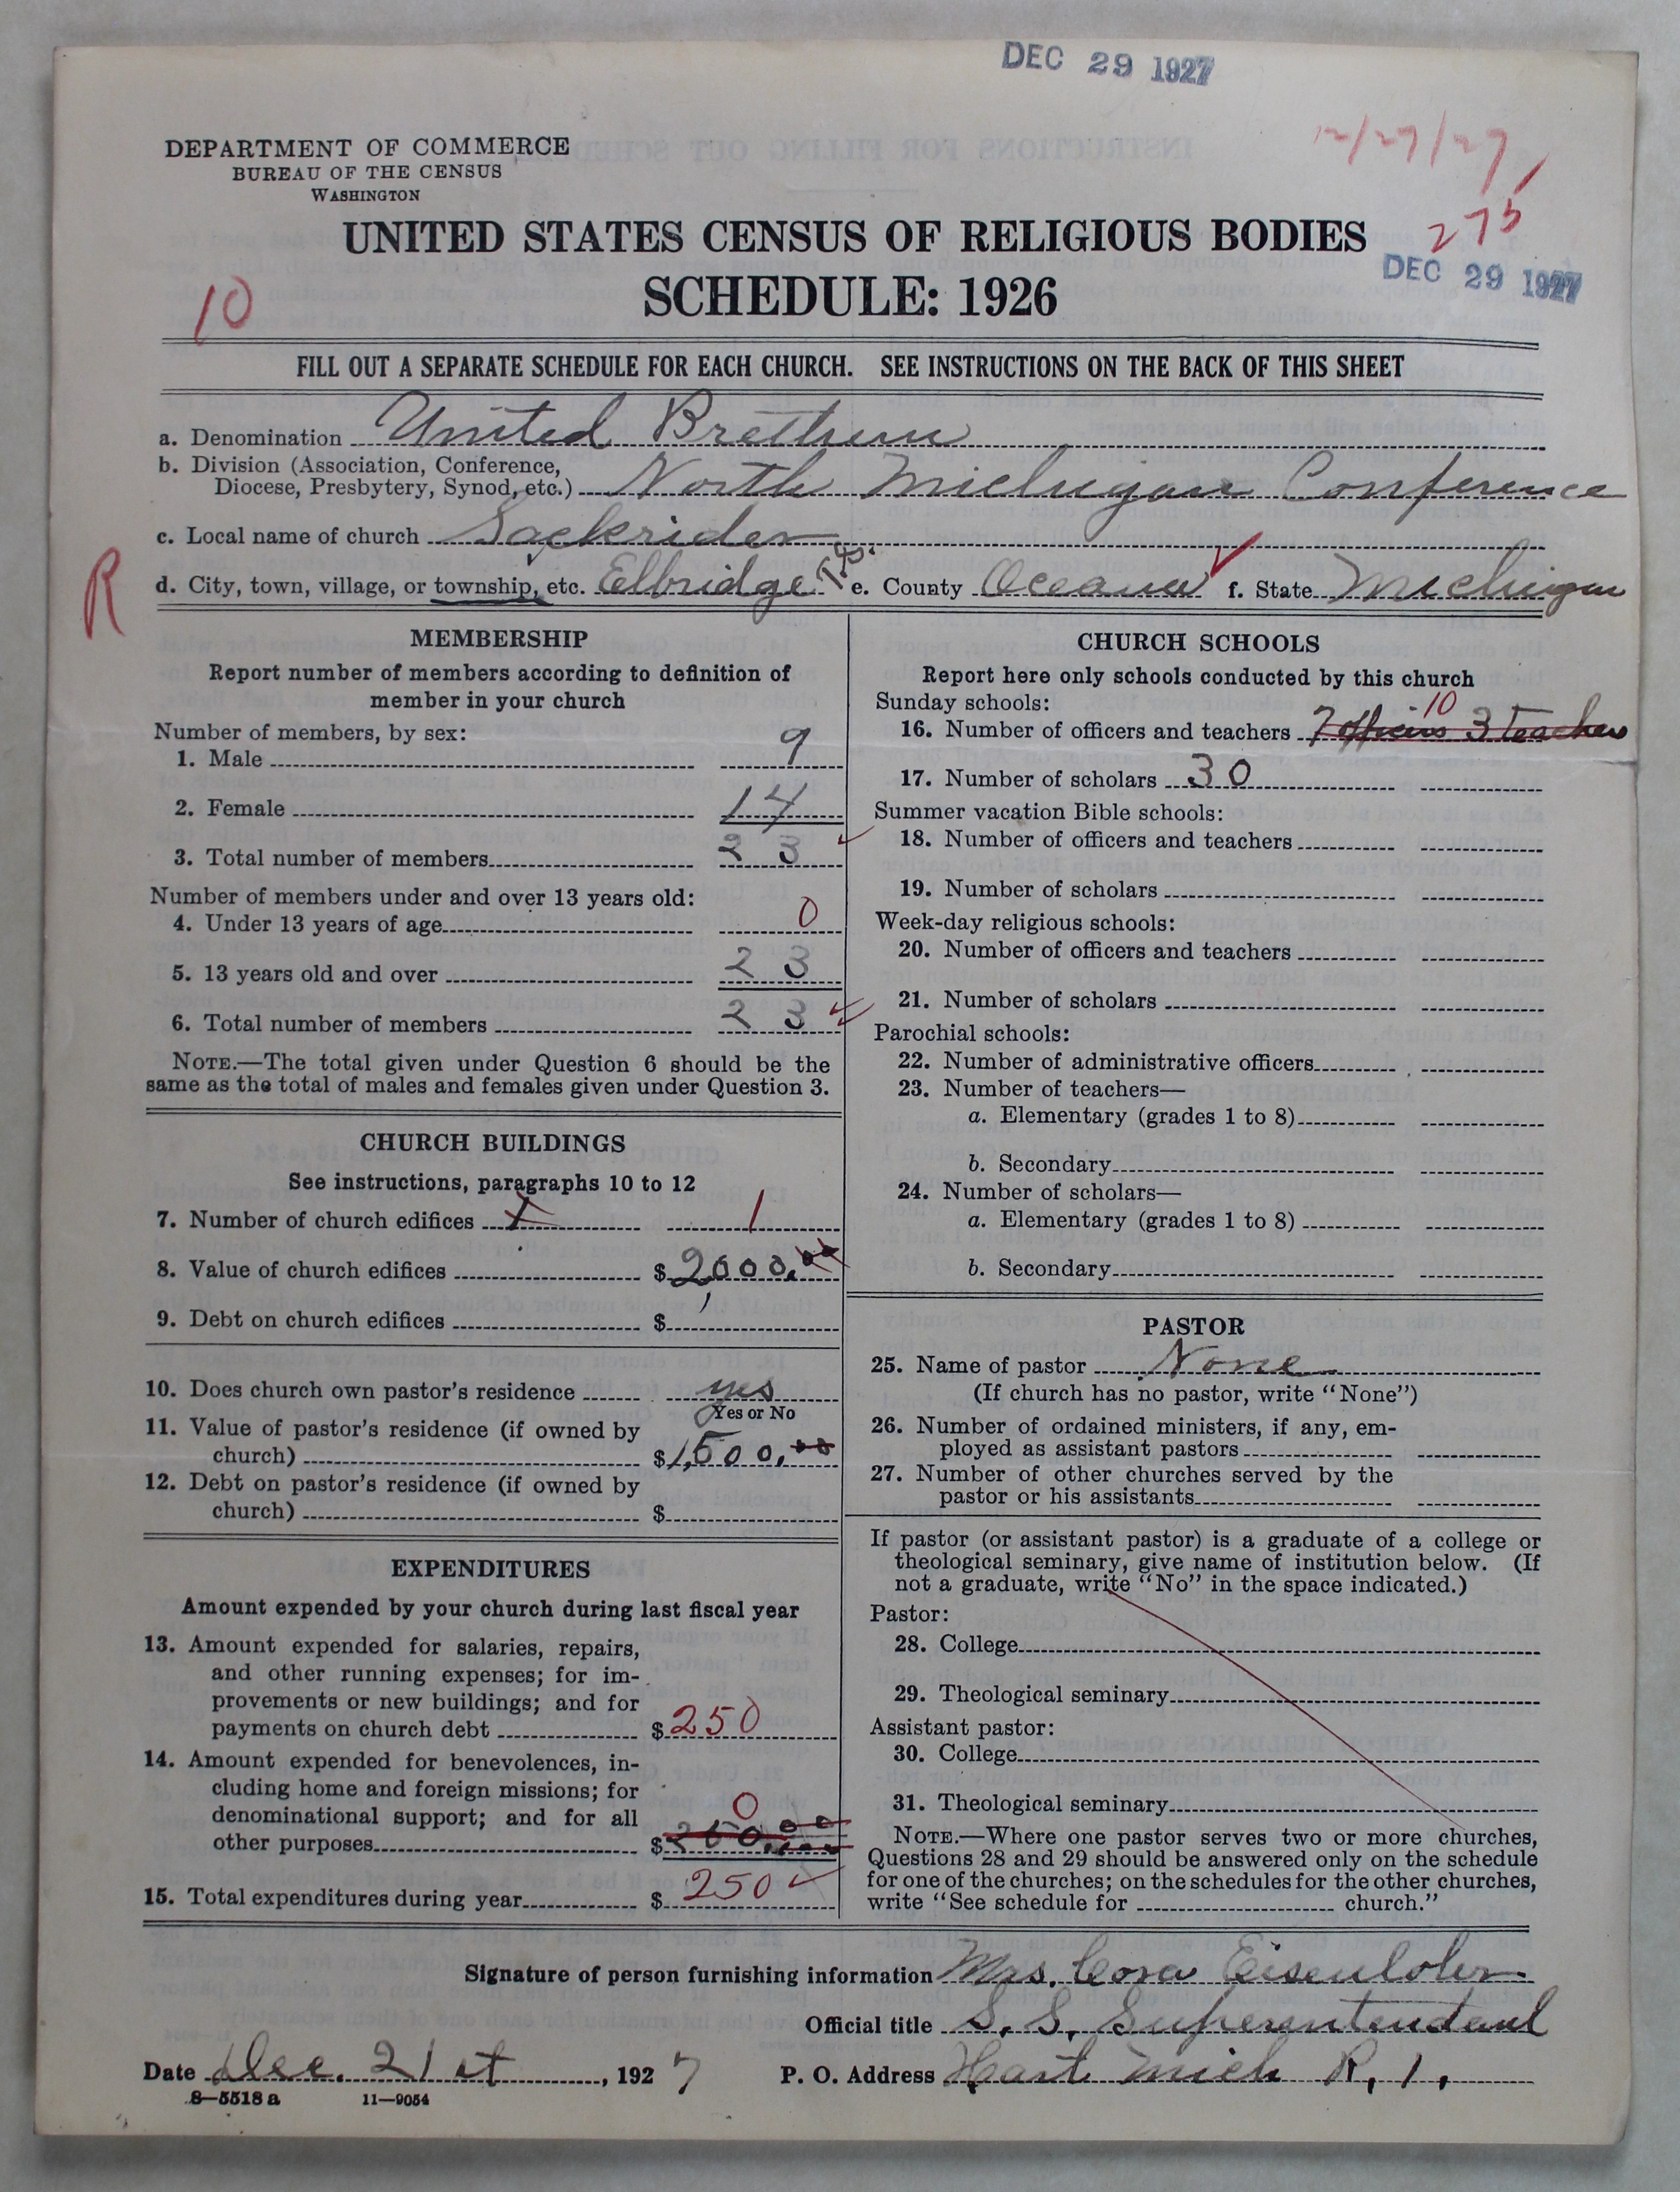 DEC 29 1927
12/27/27
DEPARTMENT OF COMMERCE
BUREAU OF THE CENSUS
WASHINGTON
UNITED STATES CENSUS OF RELIGIOUS BODIES
275
SCHEDULE: 1926
DEC 29 1927
10
FILL OUT A SEPARATE SCHEDULE FOR EACH CHURCH. SEE INSTRUCTIONS ON THE BACK OF THIS SHEET
a. Denomination United Brethren
b. Division (Association, Conference,
Diocese, Presbytery, Synod, etc.) North Michigan Conference
c. Local name of church Sackrider
R
d. City, town, village, or township, etc. Elbridge T.S. e. County Oceana f. State Michigan
MEMBERSHIP
Report number of members according to definition of
member in your church
Number of members, by sex:
1. Male 9
2. Female 14
3. Total number of members 23
Number of members under and over 13 years old:
4. Under 13 years of age 0
5. 13 years old and over 23
6. Total number of members 23
NOTE.—The total given under Question 6 should be the
same as the total of males and females given under Question 3.
CHURCH BUILDINGS
See instructions, paragraphs 10 to 12
7. Number of church edifices 1 1
8. Value of church edifices $2,000.00
9. Debt on church edifices $
10. Does church own pastor's residence yes
Yes or No
11. Value of pastor's residence (if owned by
church) $1,500.00
12. Debt on pastor's residence (if owned by
church) $
EXPENDITURES
Amount expended by your church during last fiscal year
13. Amount expended for salaries, repairs,
and other running expenses; for im-
provements or new buildings; and for
payments on church debt $250
14. Amount expended for benevolences, in-
cluding home and foreign missions; for
denominational support; and for all 0
other purposes $250.00
15. Total expenditures during year $250
CHURCH SCHOOLS
Report here only schools conducted by this church
Sunday schools: 10
16. Number of officers and teachers 7 officers 3 teachers
17. Number of scholars 30
Summer vacation Bible schools:
18. Number of officers and teachers
19. Number of scholars
Week-day religious schools:
20. Number of officers and teachers
21. Number of scholars
Parochial schools:
22. Number of administrative officers
23. Number of teachers—
a. Elementary (grades 1 to 8)
b. Secondary
24. Number of scholars—
a. Elementary (grades 1 to 8)
b. Secondary
PASTOR
25. Name of pastor None
(If church has no pastor, write "None")
26. Number of ordained ministers, if any, em-
ployed as assistant pastors
27. Number of other churches served by the
pastor or his assistants
If pastor (or assistant pastor) is a graduate of a college or
theological seminary, give name of institution below. (If
not a graduate, write "No" in the space indicated.)
Pastor:
28. College
29. Theological seminary
Assistant pastor:
30. College
31. Theological seminary
NOTE.—Where one pastor serves two or more churches,
Questions 28 and 29 should be answered only on the schedule
for one of the churches; on the schedules for the other churches,
write "See schedule for church."
Signature of person furnishing information Mrs. Cora Eisenlohr
Official title S. S. Superentendant
Date Dec. 21st, 1927 P. O. Address Hart Mich R. 1.
8—5518 a 11—9054